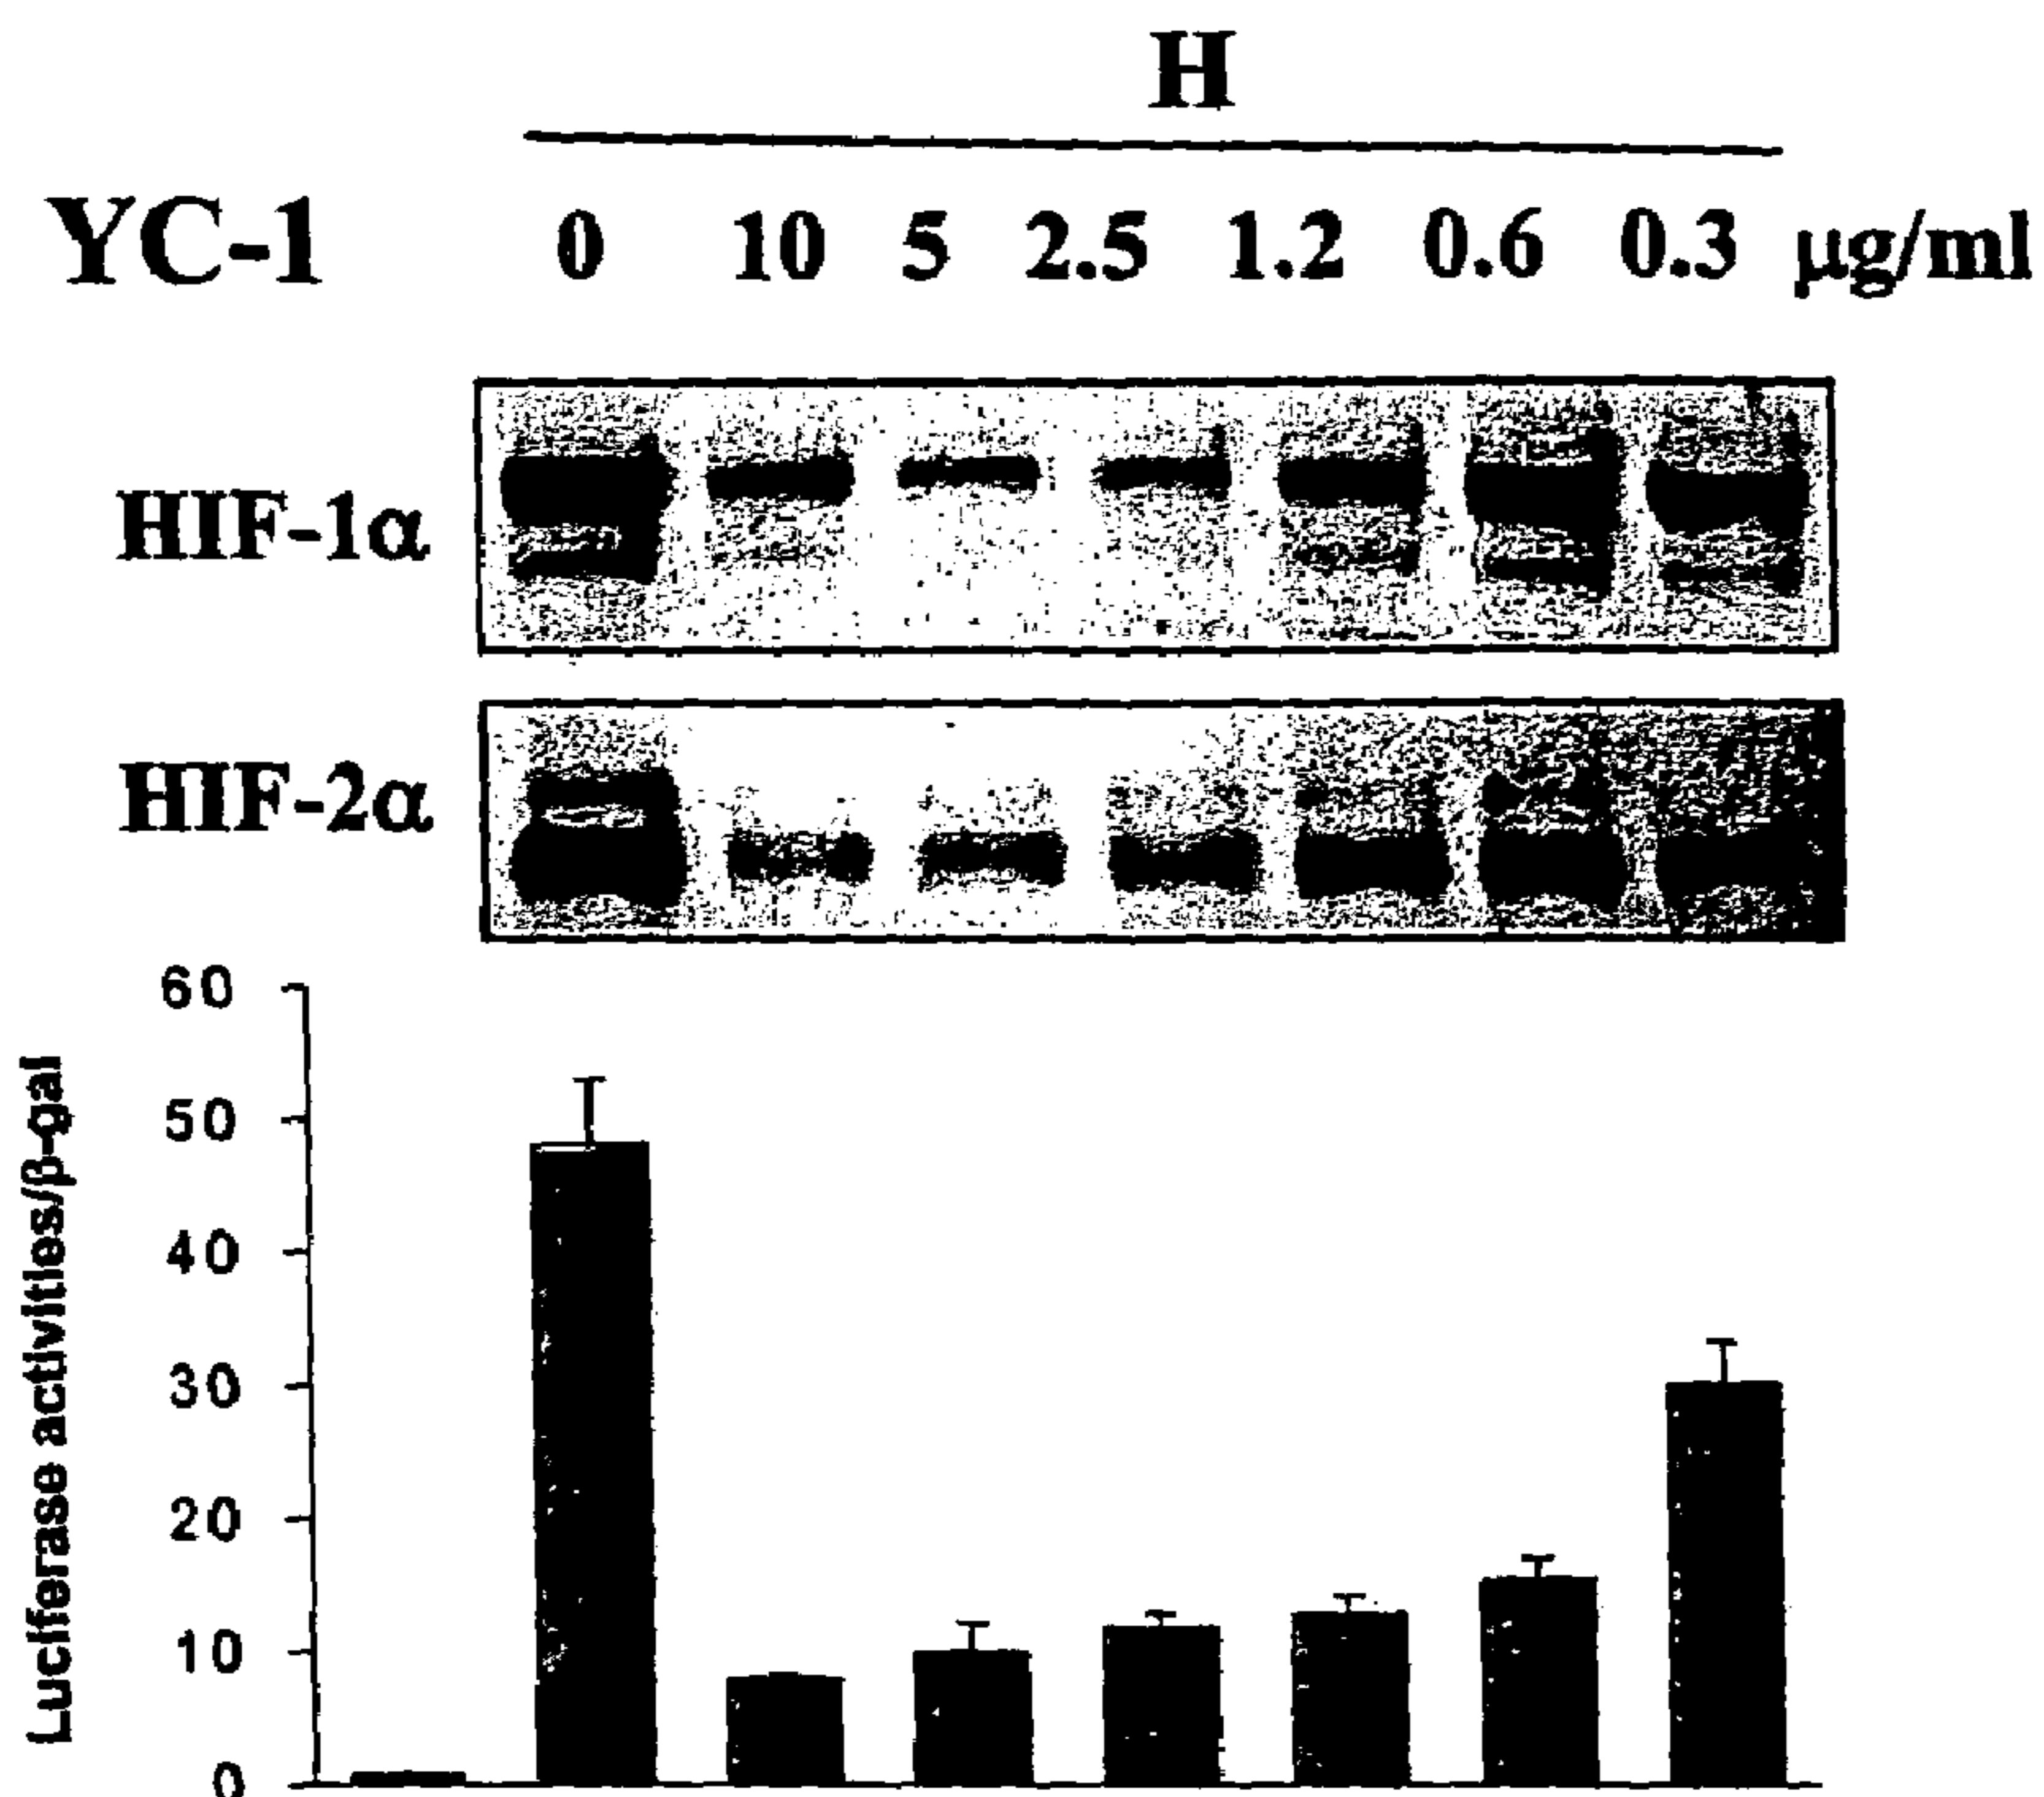 H
YC-1 0 10 5 2.5 1.2 0.6 0.3 μg/ml
HIF-1α
HIF-2α
Luciferase activities/β-gal
60
50
40
30
20
10
0